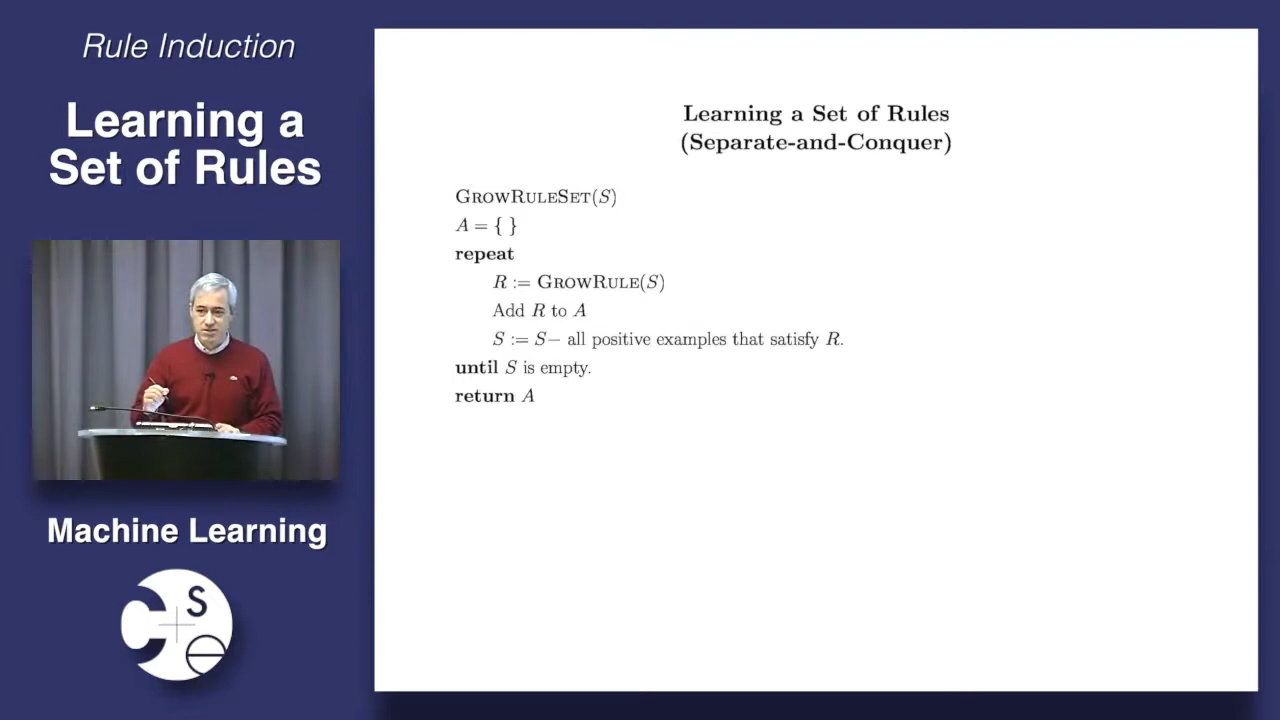 Rule Induction
Learning a
Set of Rules
Machine Learning
C S e
Learning a Set of Rules
(Separate-and-Conquer)
GROWRULESET(S)
A = { }
repeat
R := GROWRULE(S)
Add R to A
S := S− all positive examples that satisfy R.
until S is empty.
return A